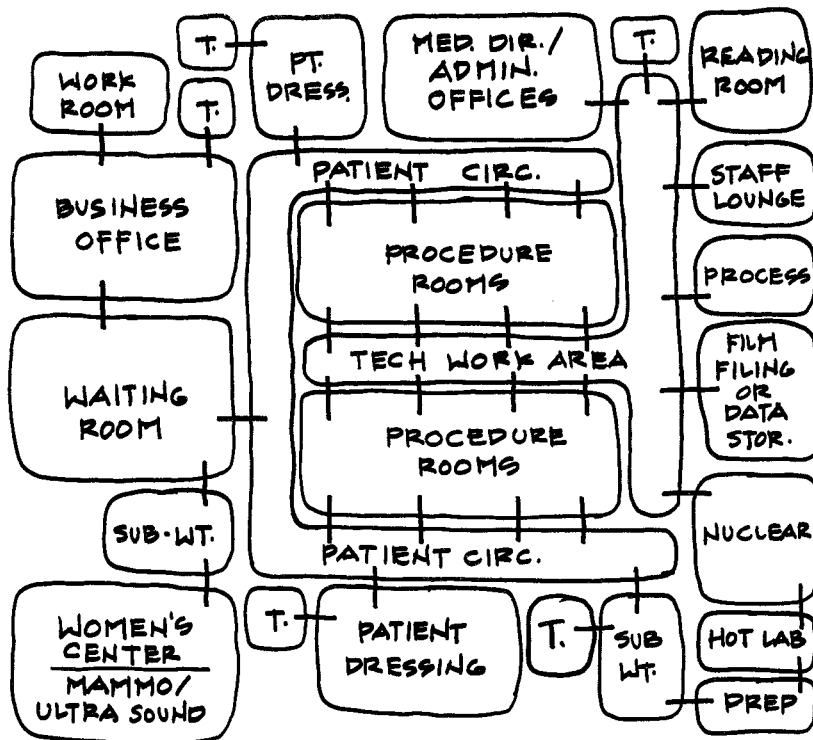 T.
PT.
DRESS.
MED. DIR./
ADMIN.
OFFICES
T.
READING
ROOM
WORK
ROOM
T.
PATIENT CIRC.
STAFF
LOUNGE
BUSINESS
OFFICE
PROCEDURE
ROOMS
PROCESS
TECH WORK AREA
FILM
FILING
OR
DATA
STOR.
WAITING
ROOM
PROCEDURE
ROOMS
SUB-WT.
PATIENT CIRC.
NUCLEAR
WOMEN'S
CENTER
MAMMO/
ULTRA SOUND
T.
PATIENT
DRESSING
T.
SUB
WT.
HOT LAB
PREP